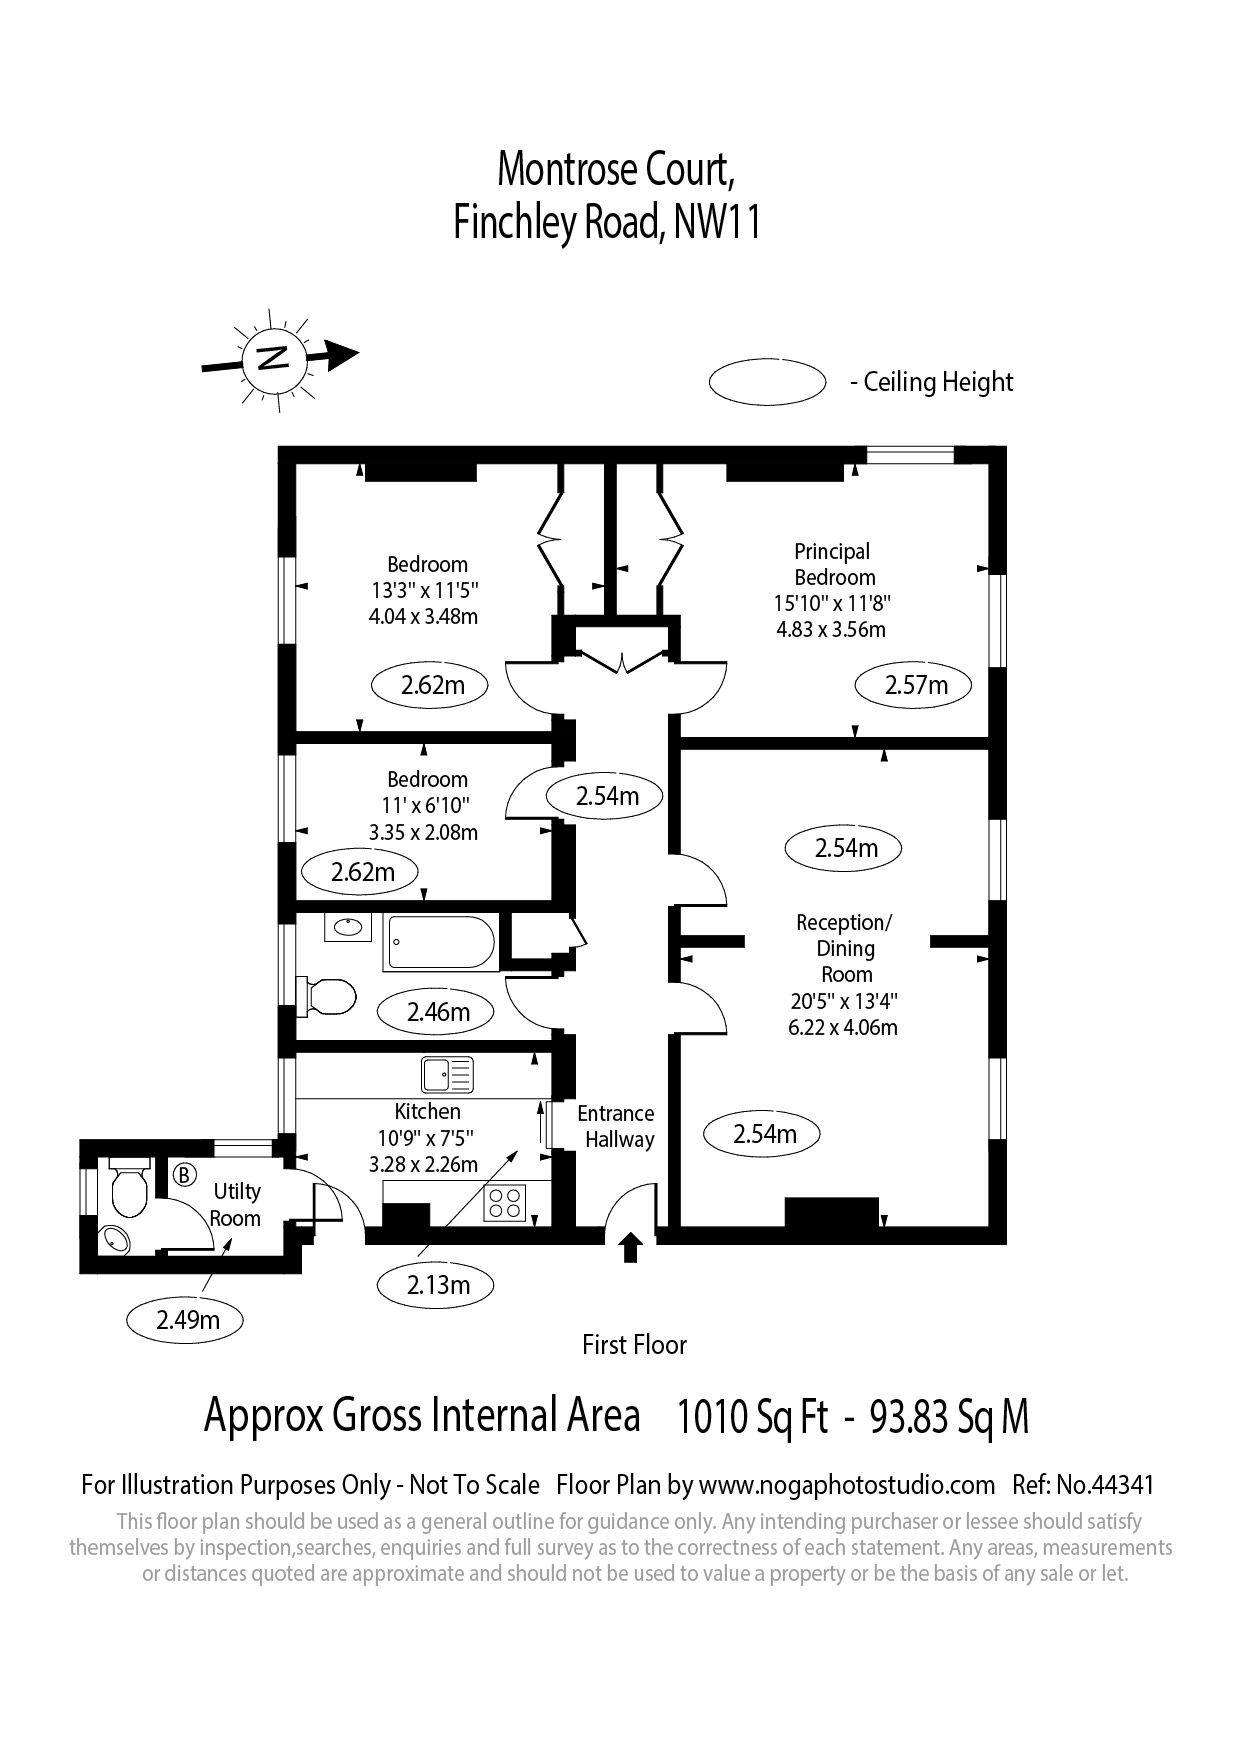 Montrose Court,
Finchley Road, NW11
N
- Ceiling Height
Bedroom
13'3" x 11'5"
4.04 x 3.48m
2.62m
Principal
Bedroom
15'10" x 11'8"
4.83 x 3.56m
2.57m
Bedroom
11' x 6'10"
3.35 x 2.08m
2.62m
2.54m
2.54m
Reception/
Dining
Room
20'5" x 13'4"
6.22 x 4.06m
2.54m
2.46m
Kitchen
10'9" x 7'5"
3.28 x 2.26m
Entrance
Hallway
B
Utilty
Room
2.13m
2.49m
First Floor
Approx Gross Internal Area 1010 Sq Ft - 93.83 Sq M
For Illustration Purposes Only - Not To Scale Floor Plan by www.nogaphotostudio.com Ref: No.44341
This floor plan should be used as a general outline for guidance only. Any intending purchaser or lessee should satisfy
themselves by inspection,searches, enquiries and full survey as to the correctness of each statement. Any areas, measurements
or distances quoted are approximate and should not be used to value a property or be the basis of any sale or let.